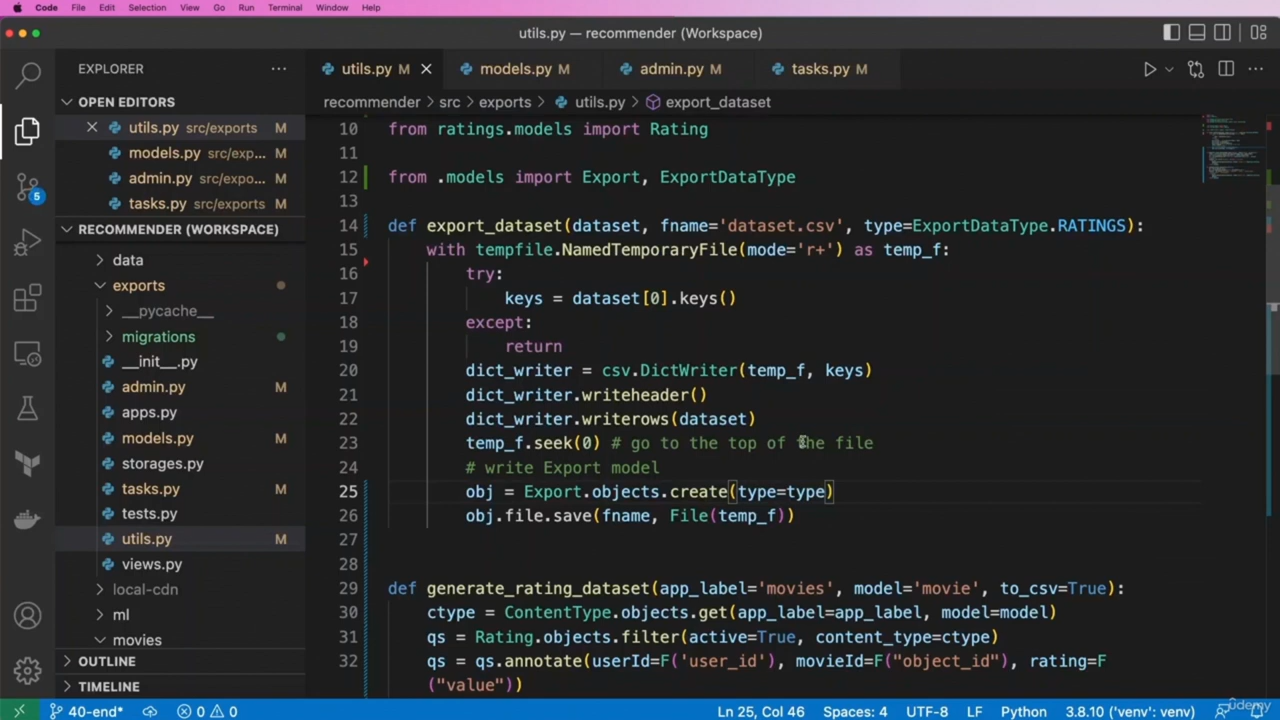 Code File Edit Selection View Go Run Terminal Window Help
utils.py — recommender (Workspace)
EXPLORER
utils.py M models.py M admin.py M tasks.py M
OPEN EDITORS
recommender > src > exports > utils.py > export_dataset
utils.py src/exports M
models.py src/exp... M
admin.py src/expo... M
tasks.py src/exports M
RECOMMENDER (WORKSPACE)
data
exports
__pycache__
migrations
__init__.py
admin.py M
apps.py
models.py M
storages.py
tasks.py M
tests.py
utils.py M
views.py
local-cdn
ml
movies
OUTLINE
TIMELINE
10 from ratings.models import Rating
11
12 from .models import Export, ExportDataType
13
14 def export_dataset(dataset, fname='dataset.csv', type=ExportDataType.RATINGS):
15 with tempfile.NamedTemporaryFile(mode='r+') as temp_f:
16 try:
17 keys = dataset[0].keys()
18 except:
19 return
20 dict_writer = csv.DictWriter(temp_f, keys)
21 dict_writer.writeheader()
22 dict_writer.writerows(dataset)
23 temp_f.seek(0) # go to the top of the file
24 # write Export model
25 obj = Export.objects.create(type=type)
26 obj.file.save(fname, File(temp_f))
27
28
29 def generate_rating_dataset(app_label='movies', model='movie', to_csv=True):
30 ctype = ContentType.objects.get(app_label=app_label, model=model)
31 qs = Rating.objects.filter(active=True, content_type=ctype)
32 qs = qs.annotate(userId=F('user_id'), movieId=F("object_id"), rating=F
("value"))
5
40-end* 0 0 Ln 25, Col 46 Spaces: 4 UTF-8 LF Python 3.8.10 ('venv': venv)
ûdemy